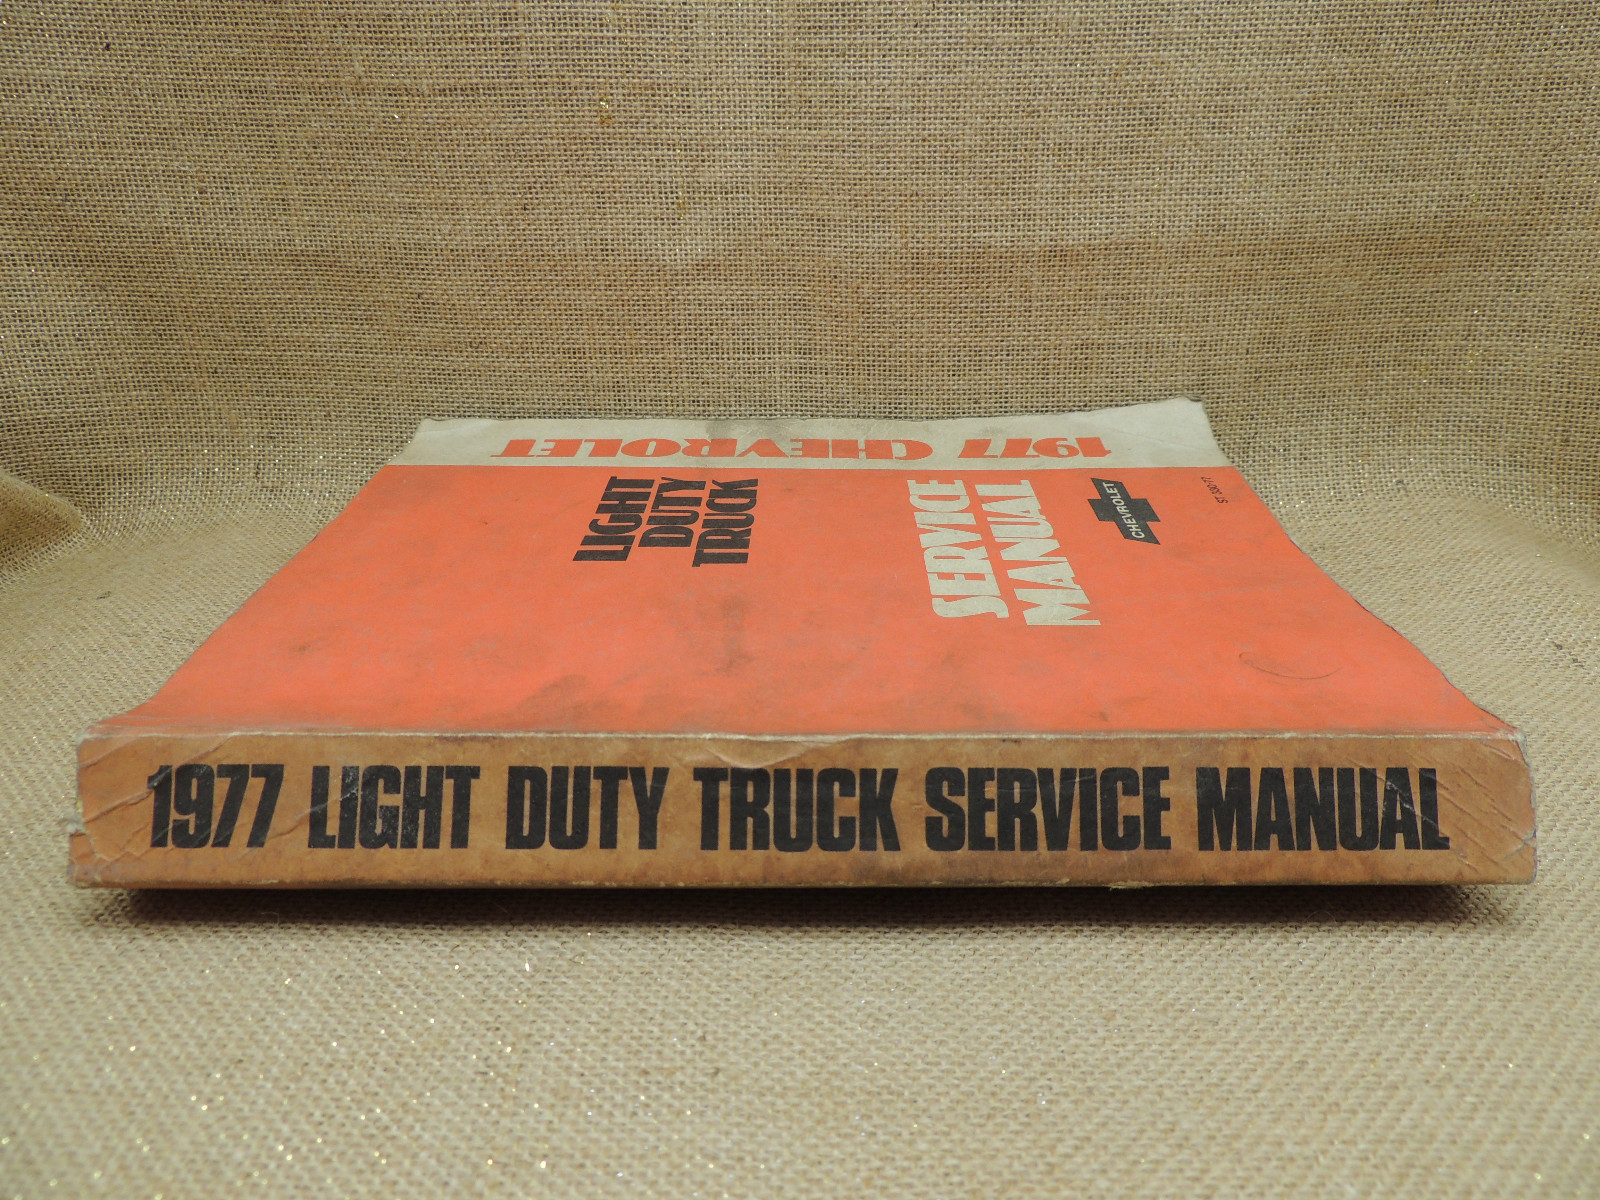 1977 CHEVROLET
LIGHT
DUTY
TRUCK
SERVICE
MANUAL
CHEVROLET
1977 LIGHT DUTY TRUCK SERVICE MANUAL